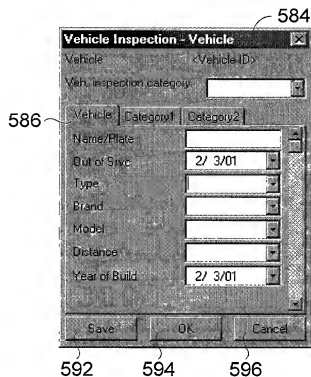 584
Vehicle Inspection - Vehicle
Vehicle <Vehicle ID>
Veh. inspection category
586
Vehicle Category1 Category2
Name/Plate
Out of Srvc 2/ 3/01
Type
Brand
Model
Distance
Year of Build 2/ 3/01
Save OK Cancel
592 594 596